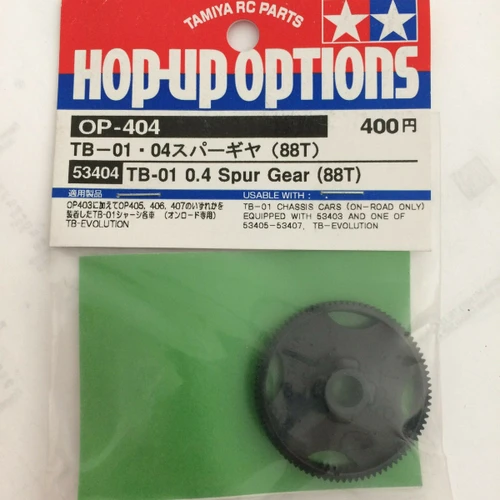 TAMIYA RC PARTS
HOP-UP OPTIONS
OP-404
400円
TB-01・04スパーギヤ (88T)
53404 TB-01 0.4 Spur Gear (88T)
適用製品
OP403に加えてOP405, 406, 407のいずれかを
装着したTB-01シャーシ各車 (オンロード専用)
TB-EVOLUTION
USABLE WITH :
TB-01 CHASSIS CARS (ON-ROAD ONLY)
EQUIPPED WITH 53403 AND ONE OF
53405-53407, TB-EVOLUTION